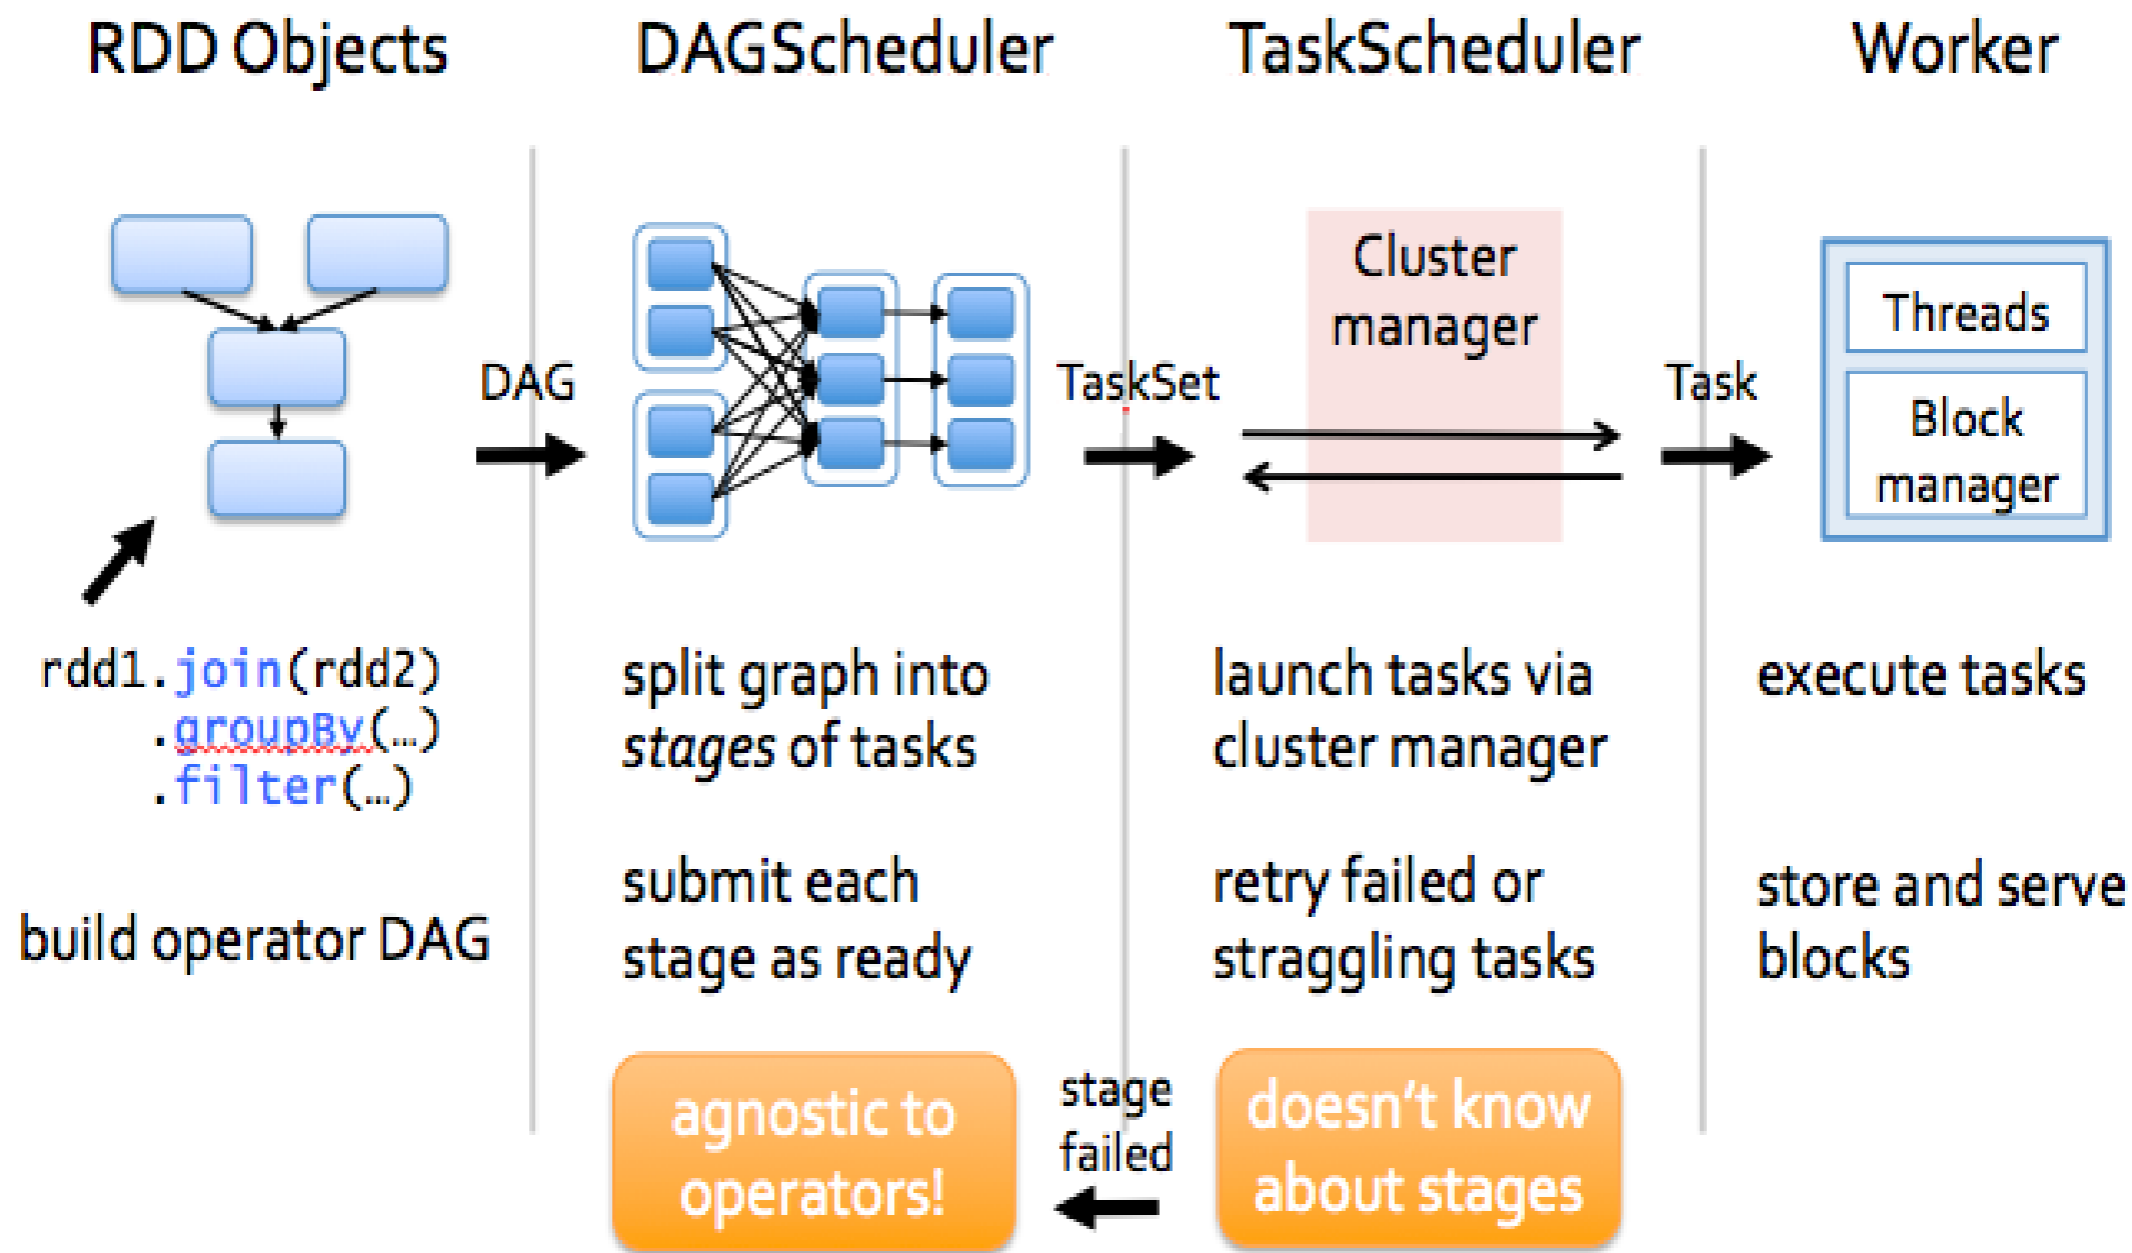 RDD Objects
DAGScheduler
TaskScheduler
Worker
DAG
TaskSet
Cluster
manager
Task
Threads
Block
manager
rdd1.join(rdd2)
.groupBy(…)
.filter(…)
build operator DAG
split graph into
stages of tasks
submit each
stage as ready
agnostic to
operators!
launch tasks via
cluster manager
retry failed or
straggling tasks
stage
failed
doesn't know
about stages
execute tasks
store and serve
blocks